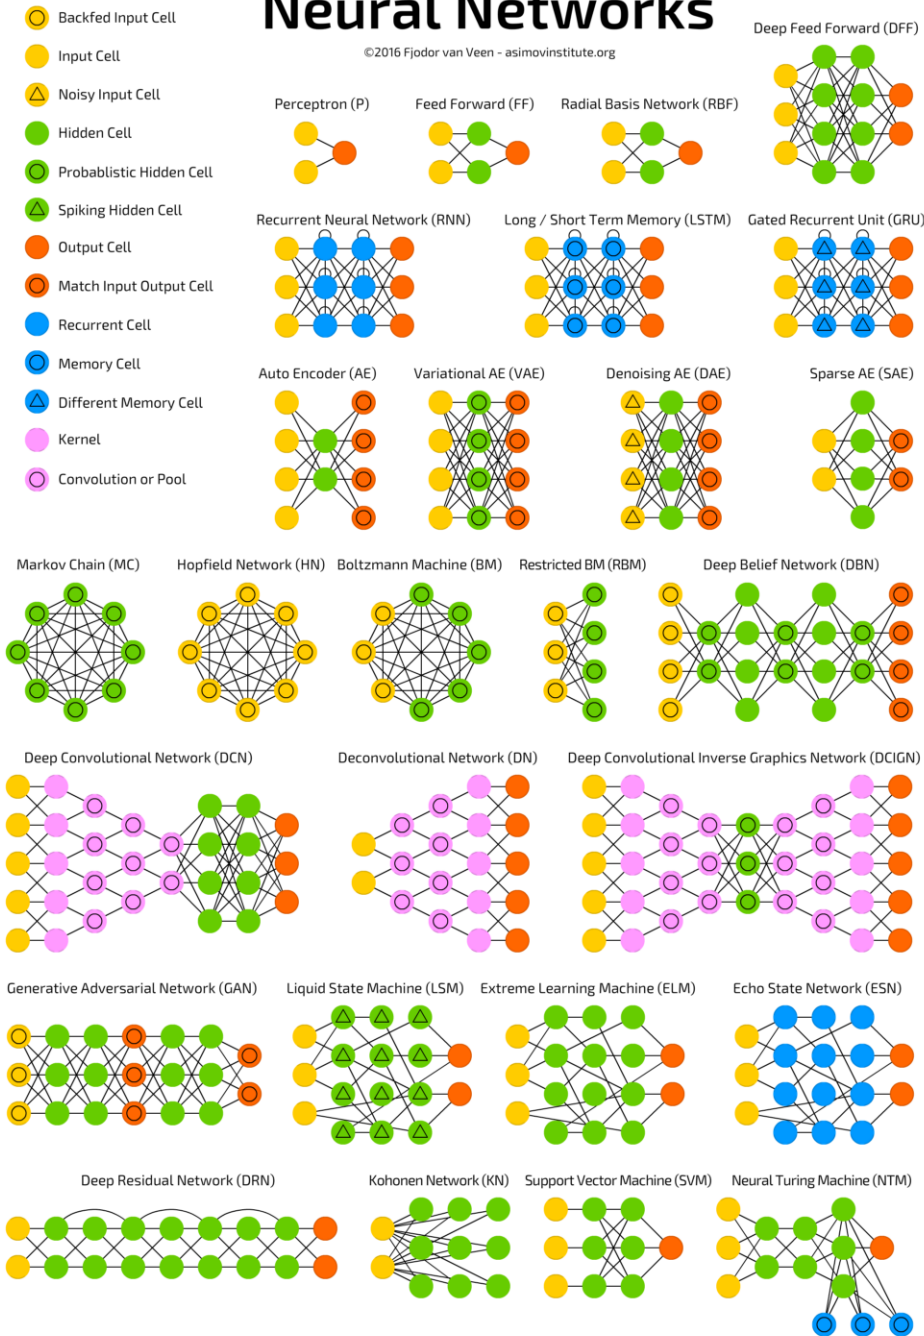 Neural Networks
©2016 Fjodor van Veen - asimovinstitute.org
Backfed Input Cell
Input Cell
Noisy Input Cell
Hidden Cell
Probablistic Hidden Cell
Spiking Hidden Cell
Output Cell
Match Input Output Cell
Recurrent Cell
Memory Cell
Different Memory Cell
Kernel
Convolution or Pool
Deep Feed Forward (DFF)
Perceptron (P)
Feed Forward (FF)
Radial Basis Network (RBF)
Recurrent Neural Network (RNN)
Long / Short Term Memory (LSTM)
Gated Recurrent Unit (GRU)
Auto Encoder (AE)
Variational AE (VAE)
Denoising AE (DAE)
Sparse AE (SAE)
Markov Chain (MC)
Hopfield Network (HN)
Boltzmann Machine (BM)
Restricted BM (RBM)
Deep Belief Network (DBN)
Deep Convolutional Network (DCN)
Deconvolutional Network (DN)
Deep Convolutional Inverse Graphics Network (DCIGN)
Generative Adversarial Network (GAN)
Liquid State Machine (LSM)
Extreme Learning Machine (ELM)
Echo State Network (ESN)
Deep Residual Network (DRN)
Kohonen Network (KN)
Support Vector Machine (SVM)
Neural Turing Machine (NTM)